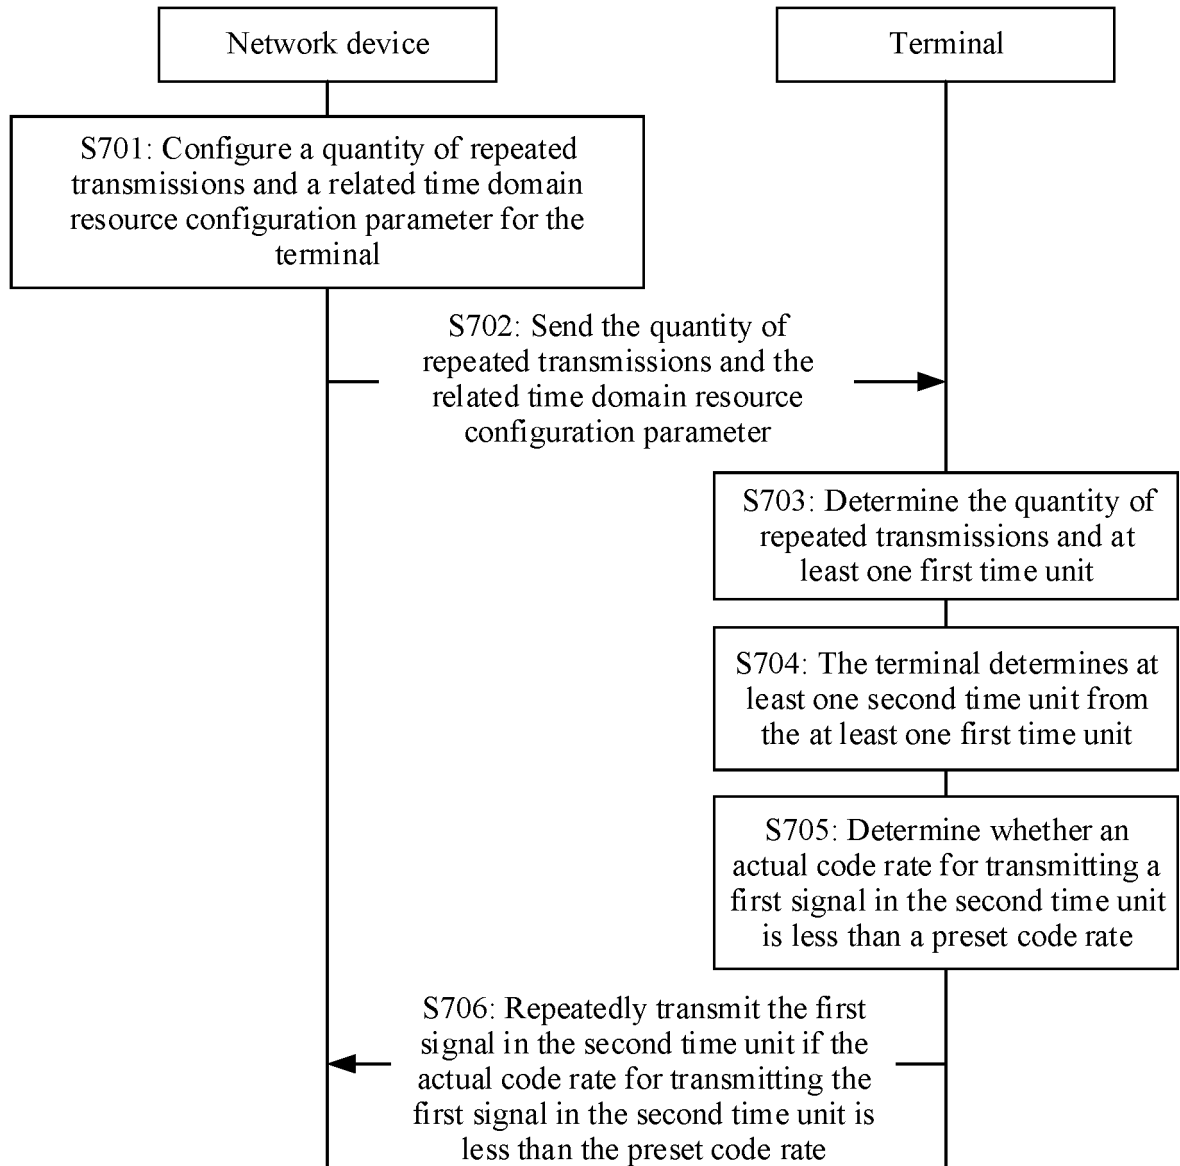 Network device
Terminal
S701: Configure a quantity of repeated
transmissions and a related time domain
resource configuration parameter for the
terminal
S702: Send the quantity of
repeated transmissions and the
related time domain resource
configuration parameter
S703: Determine the quantity of
repeated transmissions and at
least one first time unit
S704: The terminal determines at
least one second time unit from
the at least one first time unit
S705: Determine whether an
actual code rate for transmitting a
first signal in the second time unit
is less than a preset code rate
S706: Repeatedly transmit the first
signal in the second time unit if the
actual code rate for transmitting the
first signal in the second time unit is
less than the preset code rate